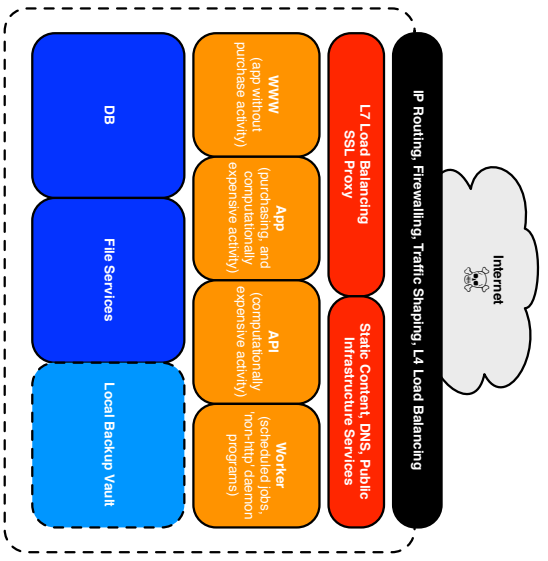 Internet
IP Routing, Firewalling, Traffic Shaping, L4 Load Balancing
L7 Load Balancing
SSL Proxy
Static Content, DNS, Public
Infrastructure Services
WWW
(app without
purchase activity)
App
(purchasing, and
computationally
expensive activity)
API
(computationally
expensive activity)
Worker
(scheduled jobs,
'non-http' daemon
programs)
DB
File Services
Local Backup Vault